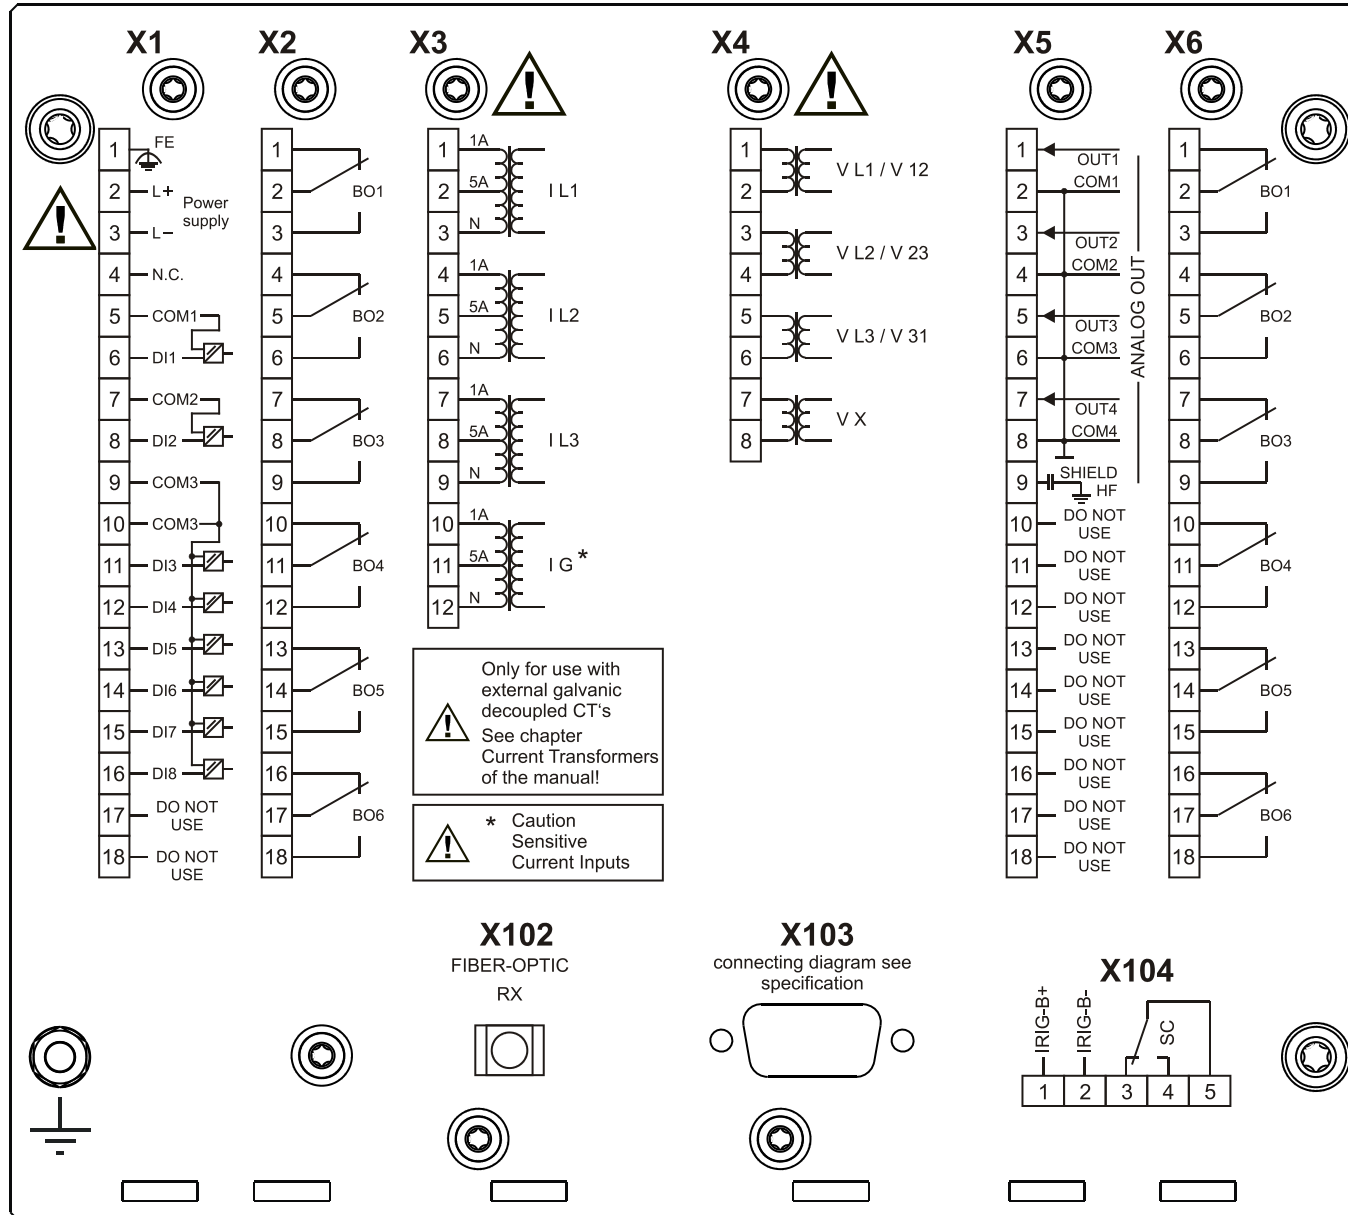 X1
X2
X3
X4
X5
X6
1 FE
2 L+
Power
supply
3 L–
4 N.C.
5 COM1
6 DI1
7 COM2
8 DI2
9 COM3
10 COM3
11 DI3
12 DI4
13 DI5
14 DI6
15 DI7
16 DI8
17 DO NOT
USE
18 DO NOT
USE
1
2 BO1
3
4
5 BO2
6
7
8 BO3
9
10
11 BO4
12
13
14 BO5
15
16
17 BO6
18
!
!
!
1 1A
2 5A I L1
3 N
4 1A
5 5A I L2
6 N
7 1A
8 5A I L3
9 N
10 1A
11 5A I G *
12 N
!
Only for use with
external galvanic
decoupled CT's
See chapter
Current Transformers
of the manual!
!
* Caution
Sensitive
Current Inputs
1
V L1 / V 12
2
3
V L2 / V 23
4
5
V L3 / V 31
6
7
V X
8
1 OUT1
2 COM1
3 OUT2
4 COM2
5 OUT3
6 COM3
7 OUT4
8 COM4
ANALOG OUT
9 SHIELD
HF
10 DO NOT
USE
11 DO NOT
USE
12 DO NOT
USE
13 DO NOT
USE
14 DO NOT
USE
15 DO NOT
USE
16 DO NOT
USE
17 DO NOT
USE
18 DO NOT
USE
1
2 BO1
3
4
5 BO2
6
7
8 BO3
9
10
11 BO4
12
13
14 BO5
15
16
17 BO6
18
X102
FIBER-OPTIC
RX
X103
connecting diagram see
specification
X104
IRIG-B+
IRIG-B-
SC
1 2 3 4 5